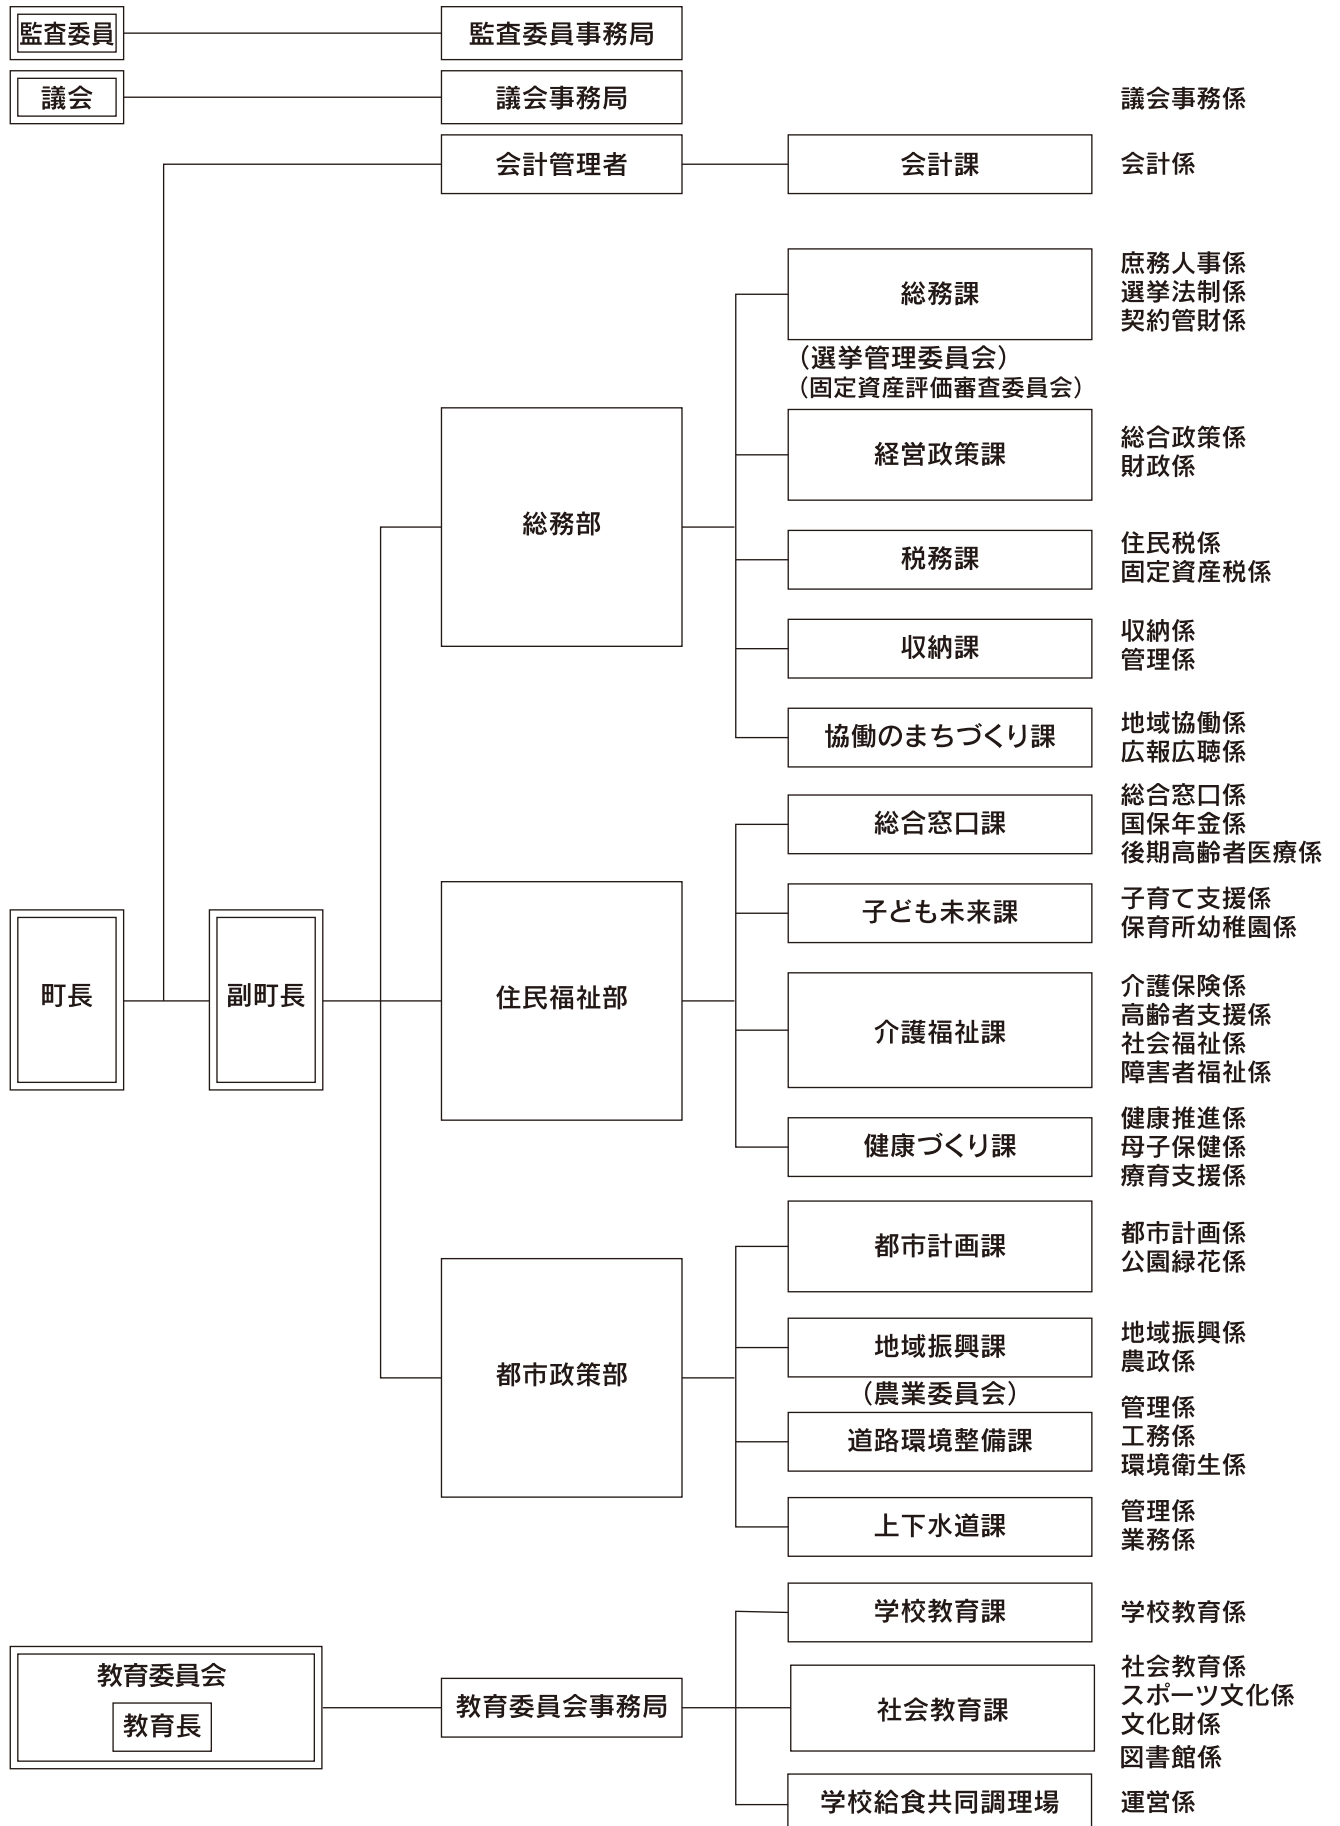 監査委員
監査委員事務局
議会
議会事務局
議会事務係
会計管理者
会計課
会計係
町長
副町長
総務部
総務課
庶務人事係
選挙法制係
契約管財係
（選挙管理委員会）
（固定資産評価審査委員会）
経営政策課
総合政策係
財政係
税務課
住民税係
固定資産税係
収納課
収納係
管理係
協働のまちづくり課
地域協働係
広報広聴係
住民福祉部
総合窓口課
総合窓口係
国保年金係
後期高齢者医療係
子ども未来課
子育て支援係
保育所幼稚園係
介護福祉課
介護保険係
高齢者支援係
社会福祉係
障害者福祉係
健康づくり課
健康推進係
母子保健係
療育支援係
都市政策部
都市計画課
都市計画係
公園緑花係
地域振興課
地域振興係
農政係
（農業委員会）
道路環境整備課
管理係
工務係
環境衛生係
上下水道課
管理係
業務係
教育委員会
教育長
教育委員会事務局
学校教育課
学校教育係
社会教育課
社会教育係
スポーツ文化係
文化財係
図書館係
学校給食共同調理場
運営係